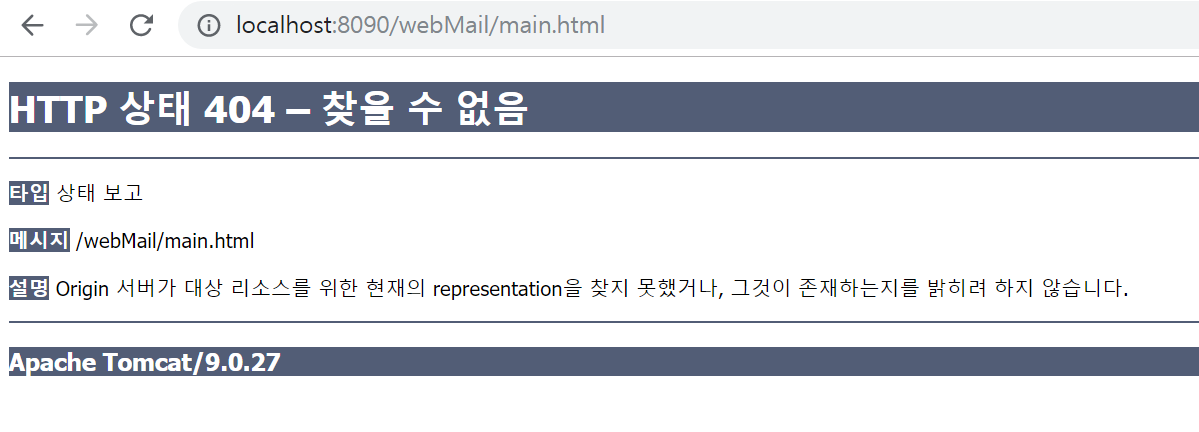 localhost:8090/webMail/main.html
HTTP 상태 404 – 찾을 수 없음
타입 상태 보고
메시지 /webMail/main.html
설명 Origin 서버가 대상 리소스를 위한 현재의 representation을 찾지 못했거나, 그것이 존재하는지를 밝히려 하지 않습니다.
Apache Tomcat/9.0.27